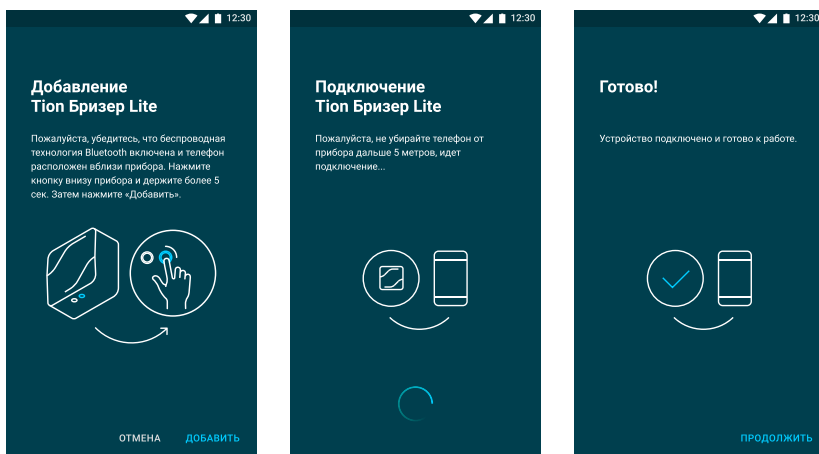 12:30
Добавление
Tion Бризер Lite
Пожалуйста, убедитесь, что беспроводная
технология Bluetooth включена и телефон
расположен вблизи прибора. Нажмите
кнопку внизу прибора и держите более 5
сек. Затем нажмите «Добавить».
ОТМЕНА ДОБАВИТЬ
12:30
Подключение
Tion Бризер Lite
Пожалуйста, не убирайте телефон от
прибора дальше 5 метров, идет
подключение...
12:30
Готово!
Устройство подключено и готово к работе.
ПРОДОЛЖИТЬ